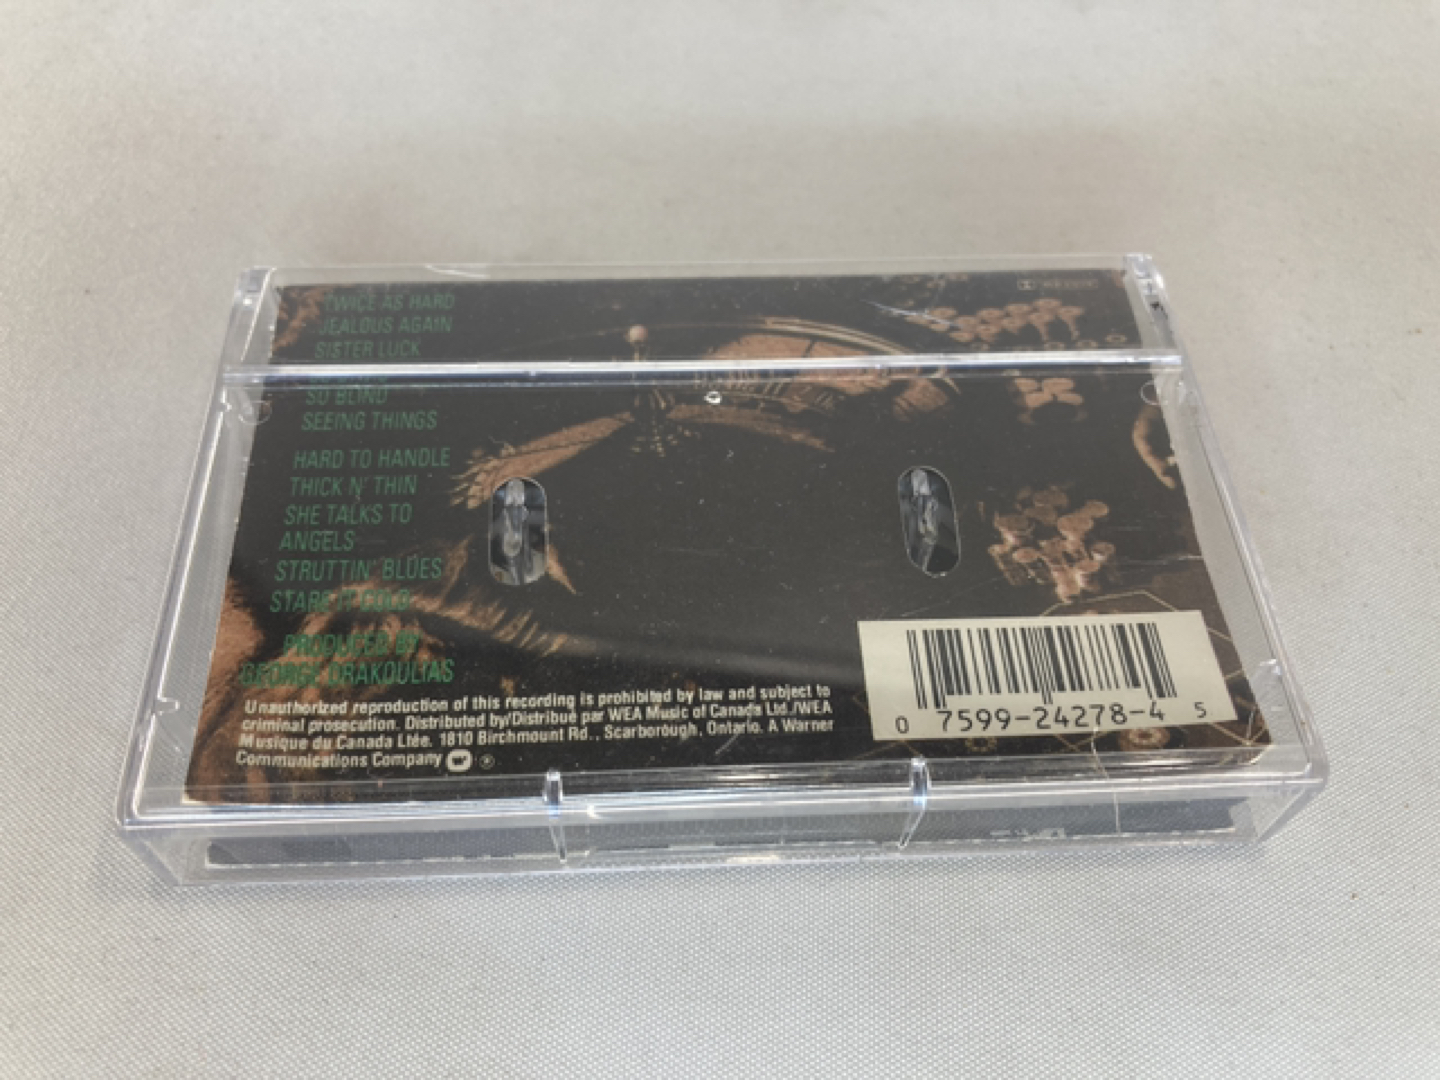 TWICE AS HARD
JEALOUS AGAIN
SISTER LUCK
SO BLIND
SEEING THINGS
HARD TO HANDLE
THICK N' THIN
SHE TALKS TO
ANGELS
STRUTTIN' BLUES
STARE IT COLD
PRODUCED BY
GEORGE DRAKOULIAS
Unauthorized reproduction of this recording is prohibited by law and subject to
criminal prosecution. Distributed by/Distribué par WEA Music of Canada Ltd./WEA
Musique du Canada Ltée. 1810 Birchmount Rd., Scarborough, Ontario. A Warner
Communications Company ℗
0 7599-24278-4 5